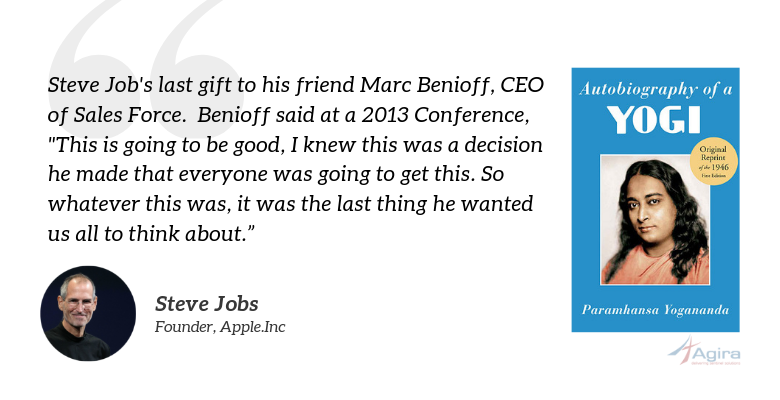 Steve Job's last gift to his friend Marc Benioff, CEO
of Sales Force.  Benioff said at a 2013 Conference,
"This is going to be good, I knew this was a decision
he made that everyone was going to get this. So
whatever this was, it was the last thing he wanted
us all to think about.”
Steve Jobs
Founder, Apple.Inc
Autobiography of a
YOGI
Original
Reprint
of the 1946
First Edition
Paramhansa Yogananda
Agira